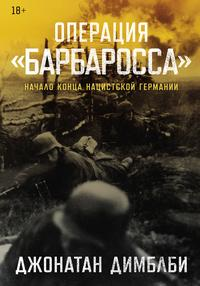 18+
ОПЕРАЦИЯ
«БАРБАРОССА»
НАЧАЛО КОНЦА НАЦИСТСКОЙ ГЕРМАНИИ
ДЖОНАТАН ДИМБЛБИ